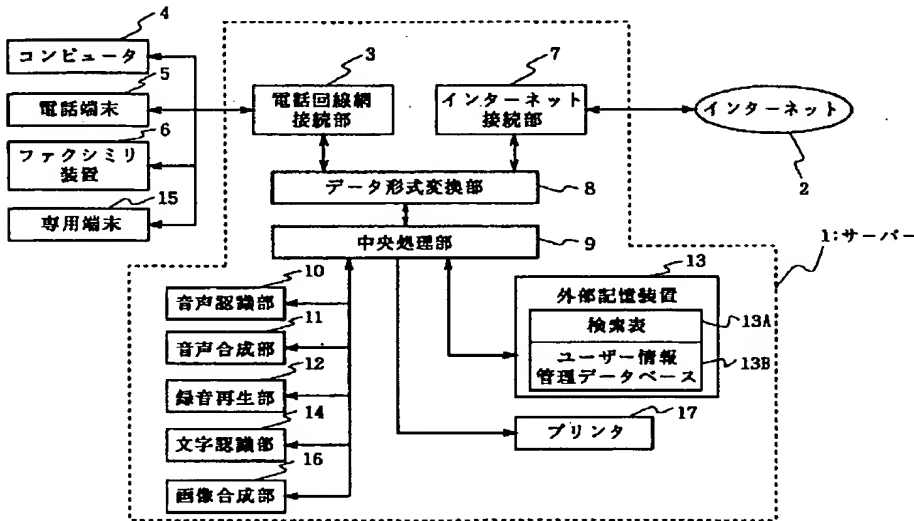 4
コンピュータ
5
電話端末
6
ファクシミリ
装置
15
専用端末
3
電話回線網
接続部
7
インターネット
接続部
インターネット
2
データ形式変換部
8
中央処理部
9
1:サーバー
10
音声認識部
11
音声合成部
12
録音再生部
14
文字認識部
16
画像合成部
13
外部記憶装置
検索表
13A
ユーザー情報
管理データベース
13B
17
プリンタ